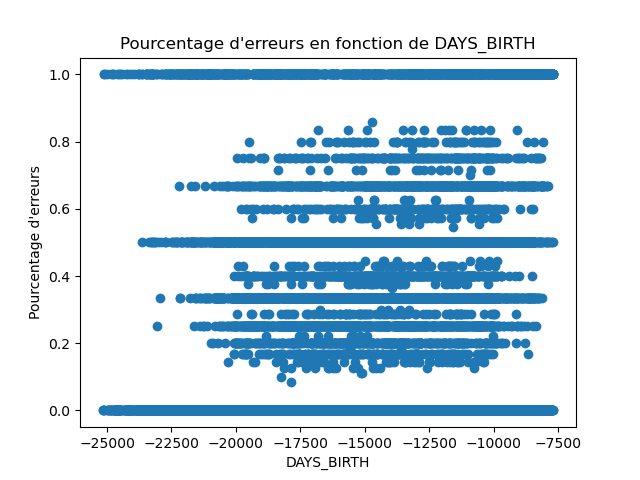 Pourcentage d'erreurs en fonction de DAYS_BIRTH
Pourcentage d'erreurs
1.0
0.8
0.6
0.4
0.2
0.0
−25000 −22500 −20000 −17500 −15000 −12500 −10000 −7500
DAYS_BIRTH